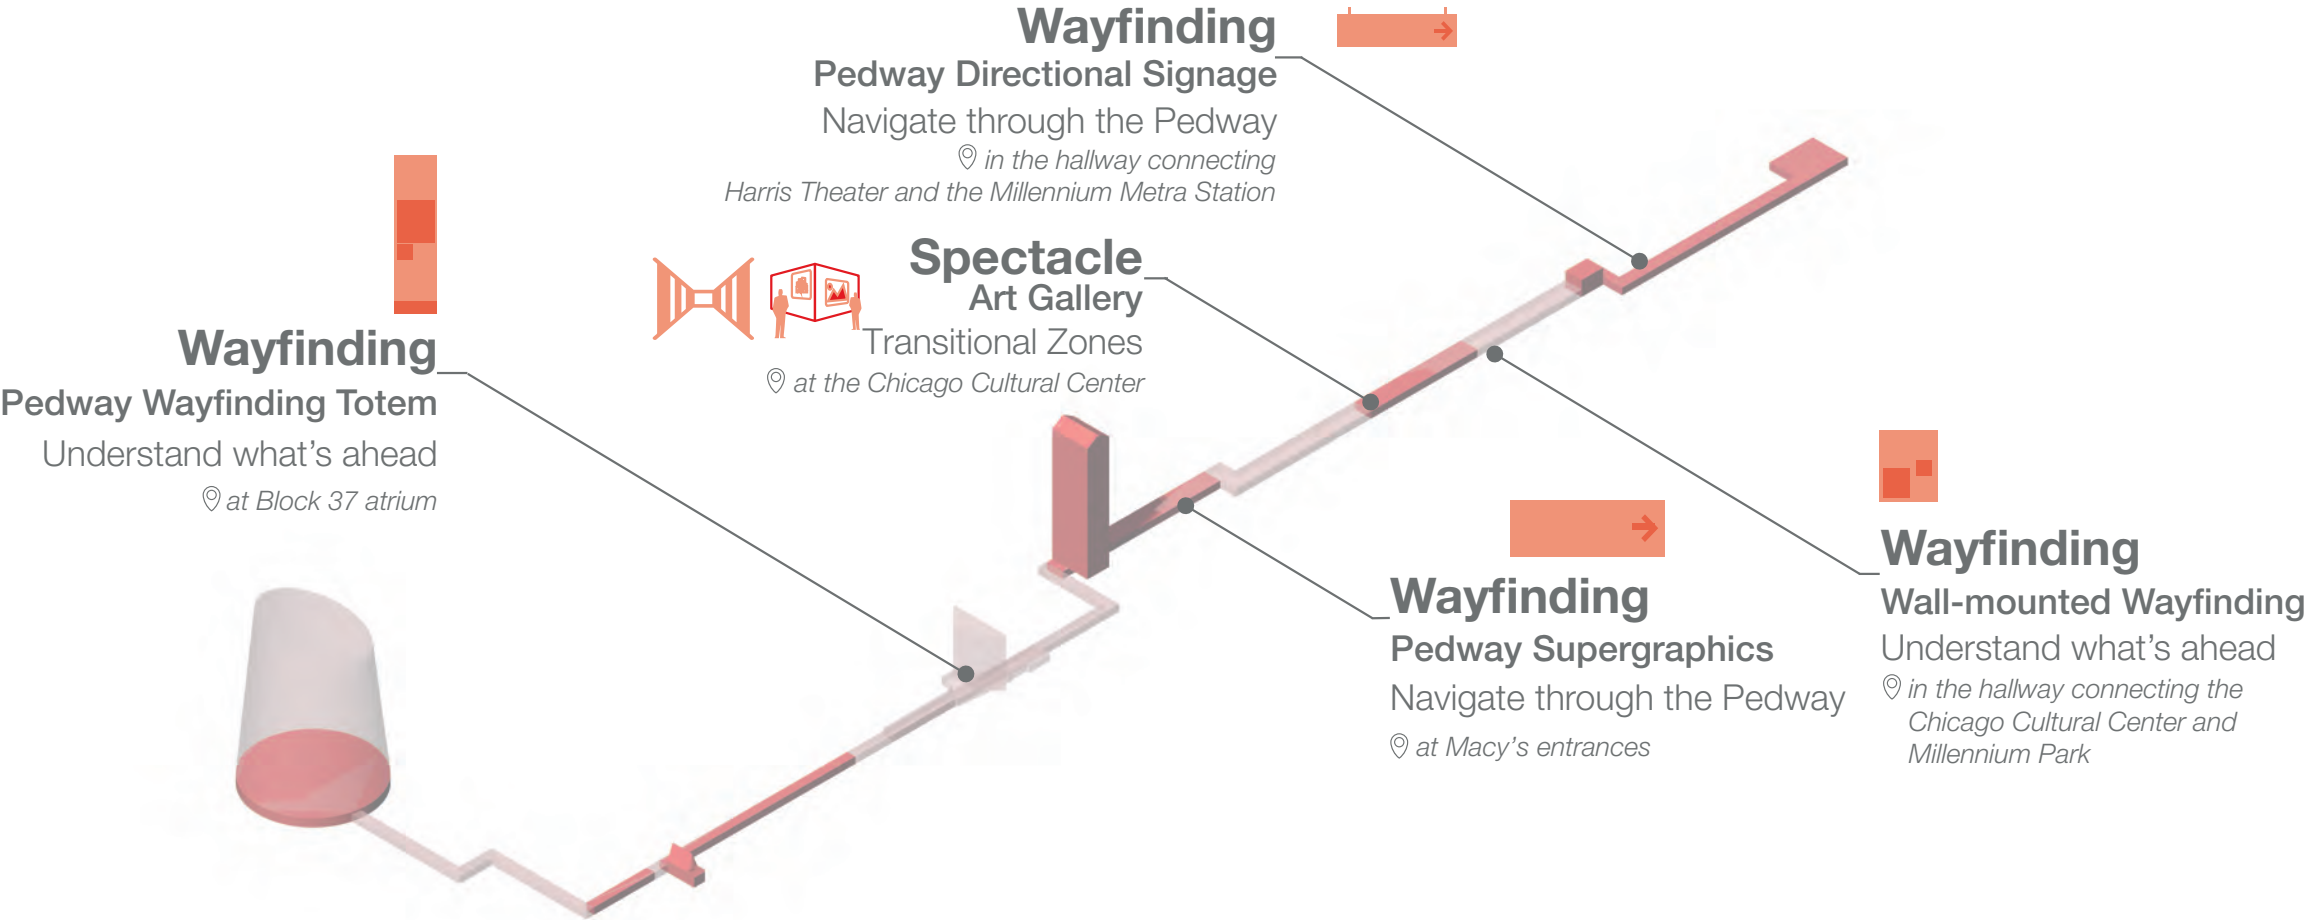 Wayfinding
Pedway Directional Signage
Navigate through the Pedway
in the hallway connecting
Harris Theater and the Millennium Metra Station
Spectacle
Art Gallery
Transitional Zones
at the Chicago Cultural Center
Wayfinding
Pedway Wayfinding Totem
Understand what’s ahead
at Block 37 atrium
Wayfinding
Pedway Supergraphics
Navigate through the Pedway
at Macy’s entrances
Wayfinding
Wall-mounted Wayfinding
Understand what’s ahead
in the hallway connecting the
Chicago Cultural Center and
Millennium Park